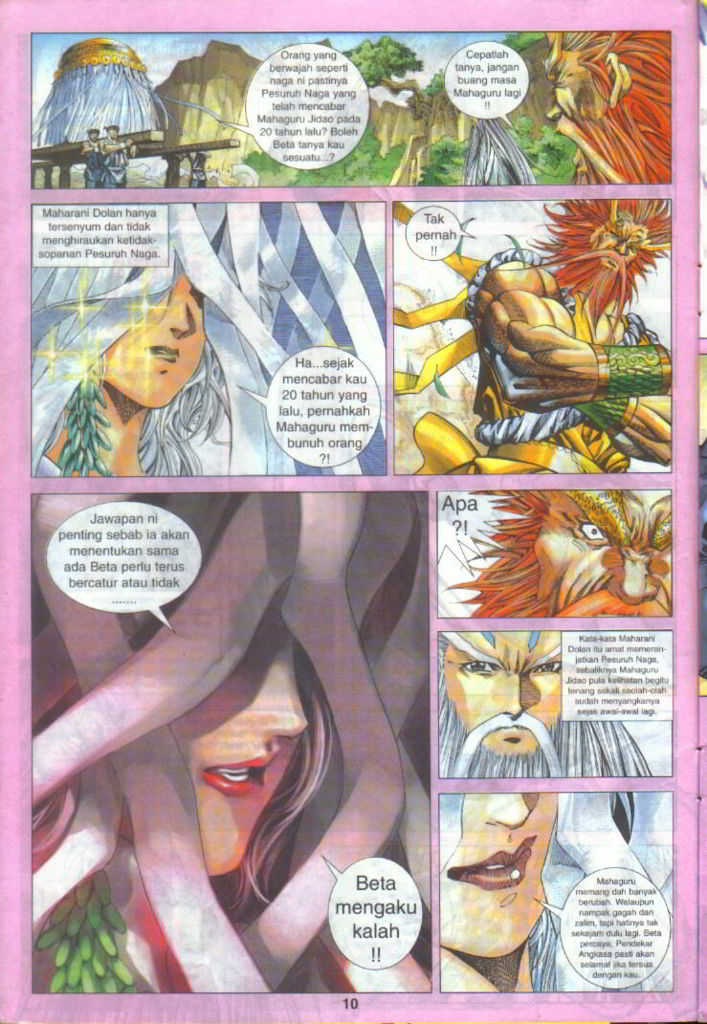 Orang yang
berwajah seperti
naga ni pastinya
Pesuruh Naga yang
telah mencabar
Mahaguru Jidao pada
20 tahun lalu? Boleh
Beta tanya kau
sesuatu...?
Cepatlah
tanya, jangan
buang masa
Mahaguru lagi
!!
Maharani Dolan hanya
tersenyum dan tidak
menghiraukan ketidak-
sopanan Pesuruh Naga.
Ha...sejak
mencabar kau
20 tahun yang
lalu, pernahkah
Mahaguru mem-
bunuh orang
?!
Tak
pernah
!!
Jawapan ni
penting sebab ia akan
menentukan sama
ada Beta perlu terus
bercatur atau tidak
.......
Beta
mengaku
kalah
!!
Apa
?!
Kata-kata Maharani
Dolan itu amat memeran-
jatkan Pesuruh Naga,
sebaliknya Mahaguru
Jidao pula kelihatan begitu
tenang sekali seolah-olah
sudah menyangkanya
sejak awal-awal lagi.
Mahaguru
memang dah banyak
berubah. Walaupun
nampak gagah dan
zalim, tapi hatinya tak
sekejam dulu lagi. Beta
percaya, Pendekar
Angkasa pasti akan
selamat jika tersua
dengan kau.
10